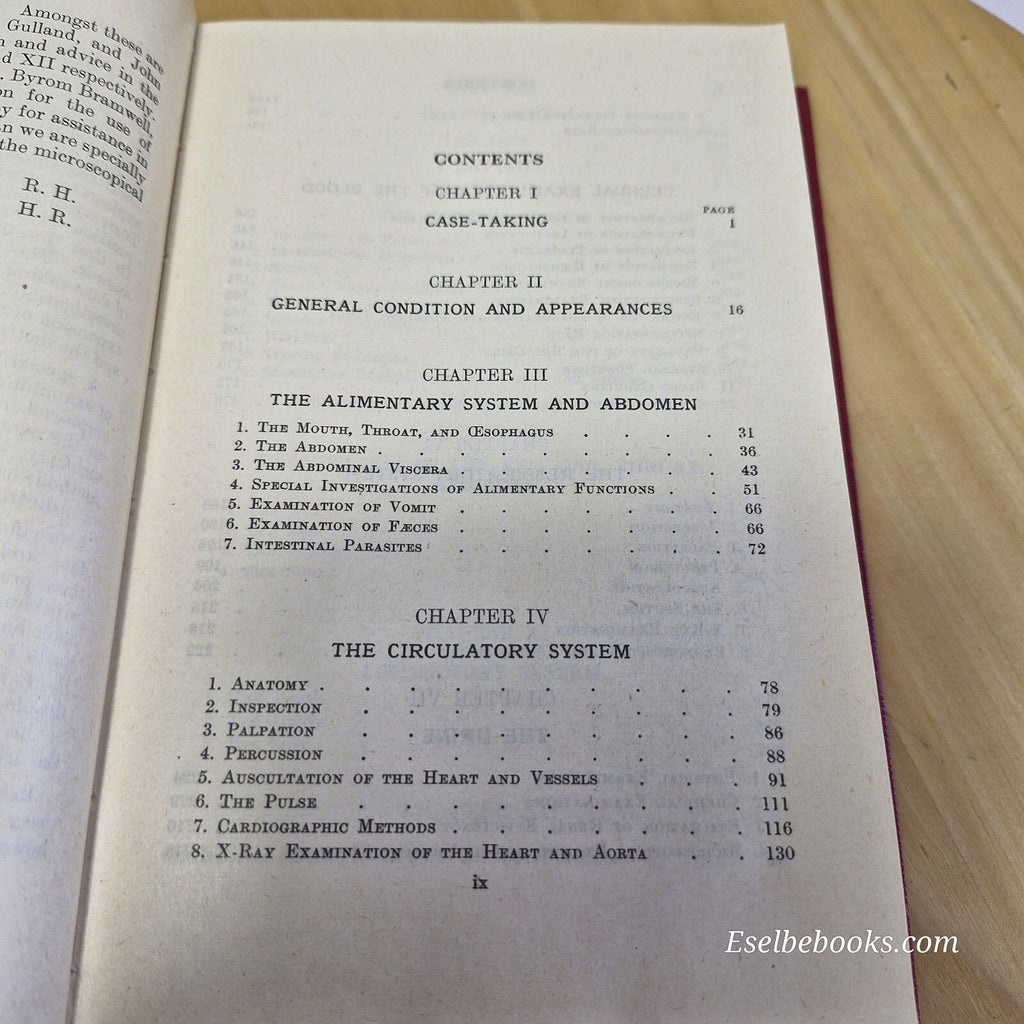 Amongst these are
Gulland, and John
and advice in the
d XII respectively.
. Byrom Bramwell,
on for the use of
y for assistance in
n we are specially
the microscopical
R. H.
H. R.
CONTENTS
CHAPTER I
PAGE
CASE-TAKING 1
CHAPTER II
GENERAL CONDITION AND APPEARANCES 16
CHAPTER III
THE ALIMENTARY SYSTEM AND ABDOMEN
1. The Mouth, Throat, and Œsophagus . . . . 31
2. The Abdomen . . . . . . . . . 36
3. The Abdominal Viscera . . . . . . . 43
4. Special Investigations of Alimentary Functions . . 51
5. Examination of Vomit . . . . . . . 66
6. Examination of Fæces . . . . . . . 66
7. Intestinal Parasites . . . . . . . 72
CHAPTER IV
THE CIRCULATORY SYSTEM
1. Anatomy . . . . . . . . . . 78
2. Inspection . . . . . . . . . 79
3. Palpation . . . . . . . . . 86
4. Percussion . . . . . . . . . 88
5. Auscultation of the Heart and Vessels . . . 91
6. The Pulse . . . . . . . . . 111
7. Cardiographic Methods . . . . . . . 116
8. X-Ray Examination of the Heart and Aorta . . 130
ix
Eselbebooks.com